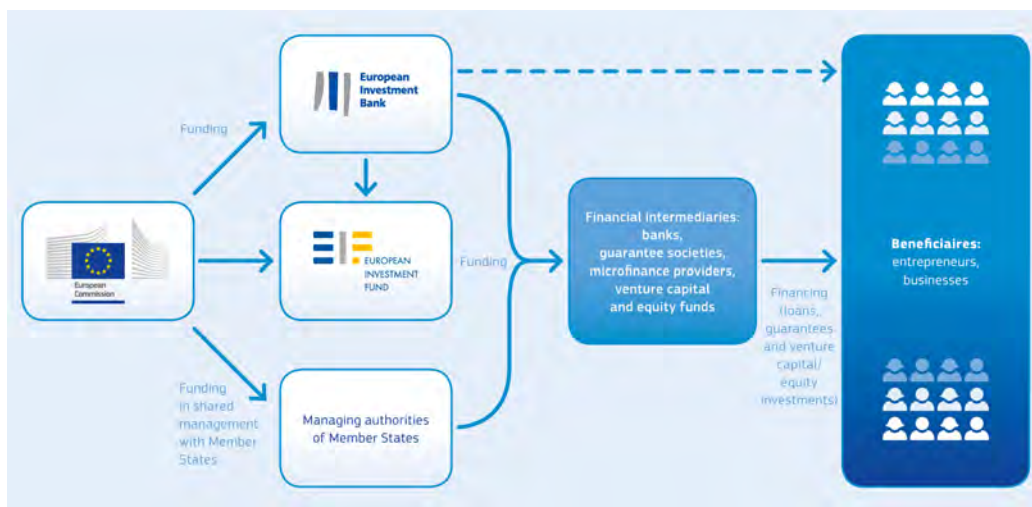 European
Investment
Bank
Funding
European
Commission
EUROPEAN
INVESTMENT
FUND
Funding
Funding
in shared
management
with Member
States
Managing authorities
of Member States
Financial intermediaries:
banks,
guarantee societies,
microfinance providers,
venture capital
and equity funds
Financing
(loans,
guarantees
and venture
capital/
equity
investments)
Beneficiaires:
entrepreneurs,
businesses